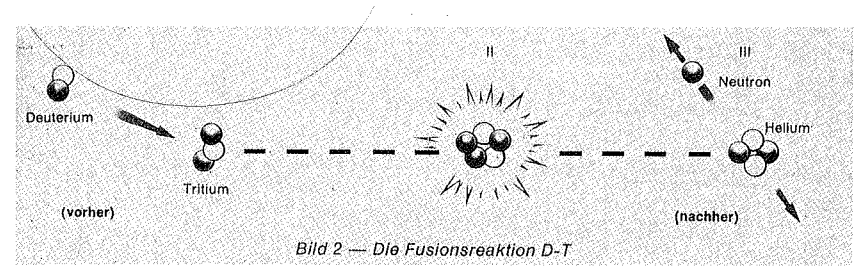 II
III
Neutron
Deuterium
Helium
Tritium
(vorher)
(nachher)
Bild 2 — Die Fusionsreaktion D-T